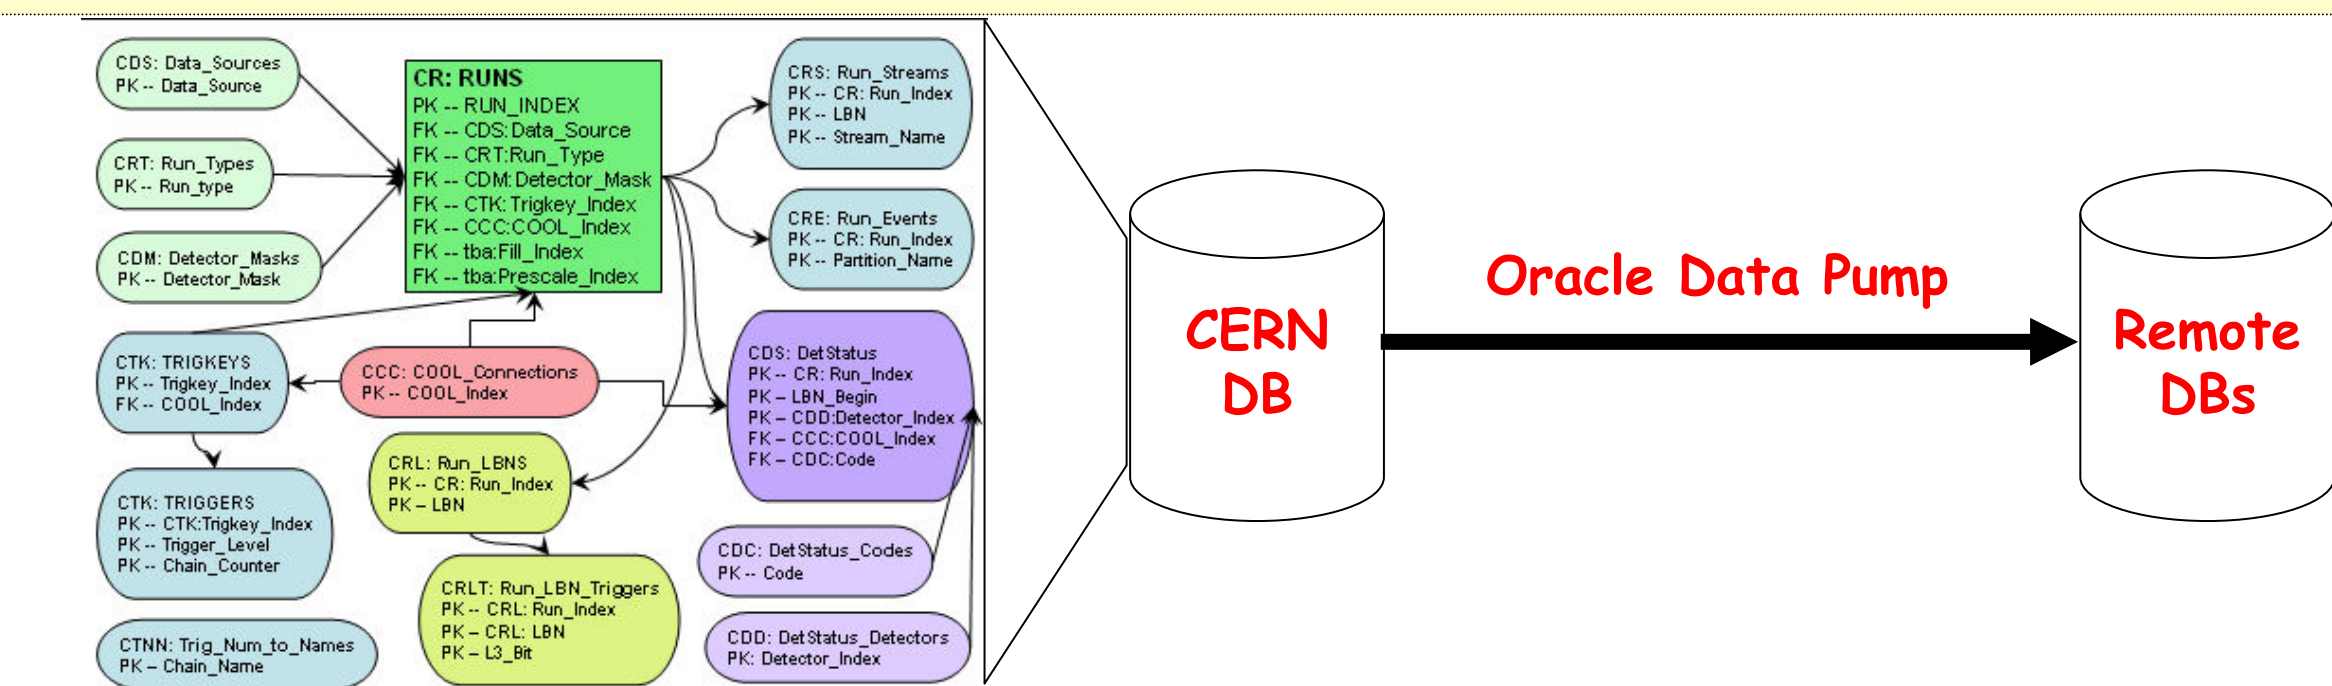 CDS: Data_Sources
PK -- Data_Source
CRT: Run_Types
PK -- Run_type
CDM: Detector_Masks
PK -- Detector_Mask
CR: RUNS
PK -- RUN_INDEX
FK -- CDS:Data_Source
FK -- CRT:Run_Type
FK -- CDM:Detector_Mask
FK -- CTK:Trigkey_Index
FK -- CCC:COOL_Index
FK -- tba:Fill_Index
FK -- tba:Prescale_Index
CRS: Run_Streams
PK -- CR: Run_Index
PK -- LBN
PK -- Stream_Name
CRE: Run_Events
PK -- CR: Run_Index
PK -- Partition_Name
CTK: TRIGKEYS
PK -- Trigkey_Index
FK -- COOL_Index
CCC: COOL_Connections
PK -- COOL_Index
CDS: DetStatus
PK -- CR: Run_Index
PK – LBN_Begin
PK – CDD:Detector_Index
FK – CCC:COOL_Index
FK – CDC:Code
CRL: Run_LBNS
PK -- CR: Run_Index
PK – LBN
CTK: TRIGGERS
PK -- CTK:Trigkey_Index
PK -- Trigger_Level
PK -- Chain_Counter
CRLT: Run_LBN_Triggers
PK -- CRL: Run_Index
PK – CRL: LBN
PK – L3_Bit
CDC: DetStatus_Codes
PK -- Code
CDD: DetStatus_Detectors
PK: Detector_Index
CTNN: Trig_Num_to_Names
PK – Chain_Name
CERN
DB
Oracle Data Pump
Remote
DBs